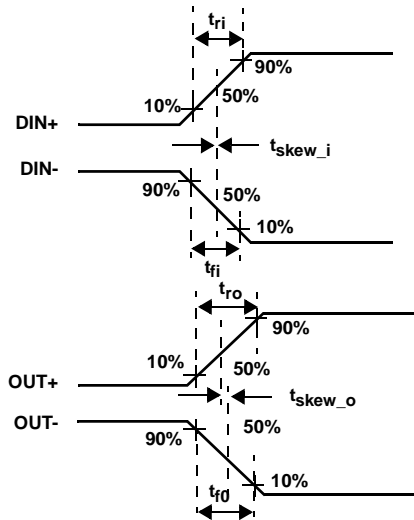 tri
90%
10%
50%
DIN+
tskew_i
DIN-
90%
50%
10%
tfi
tro
90%
10%
50%
OUT+
tskew_o
OUT-
90%
50%
10%
tf0